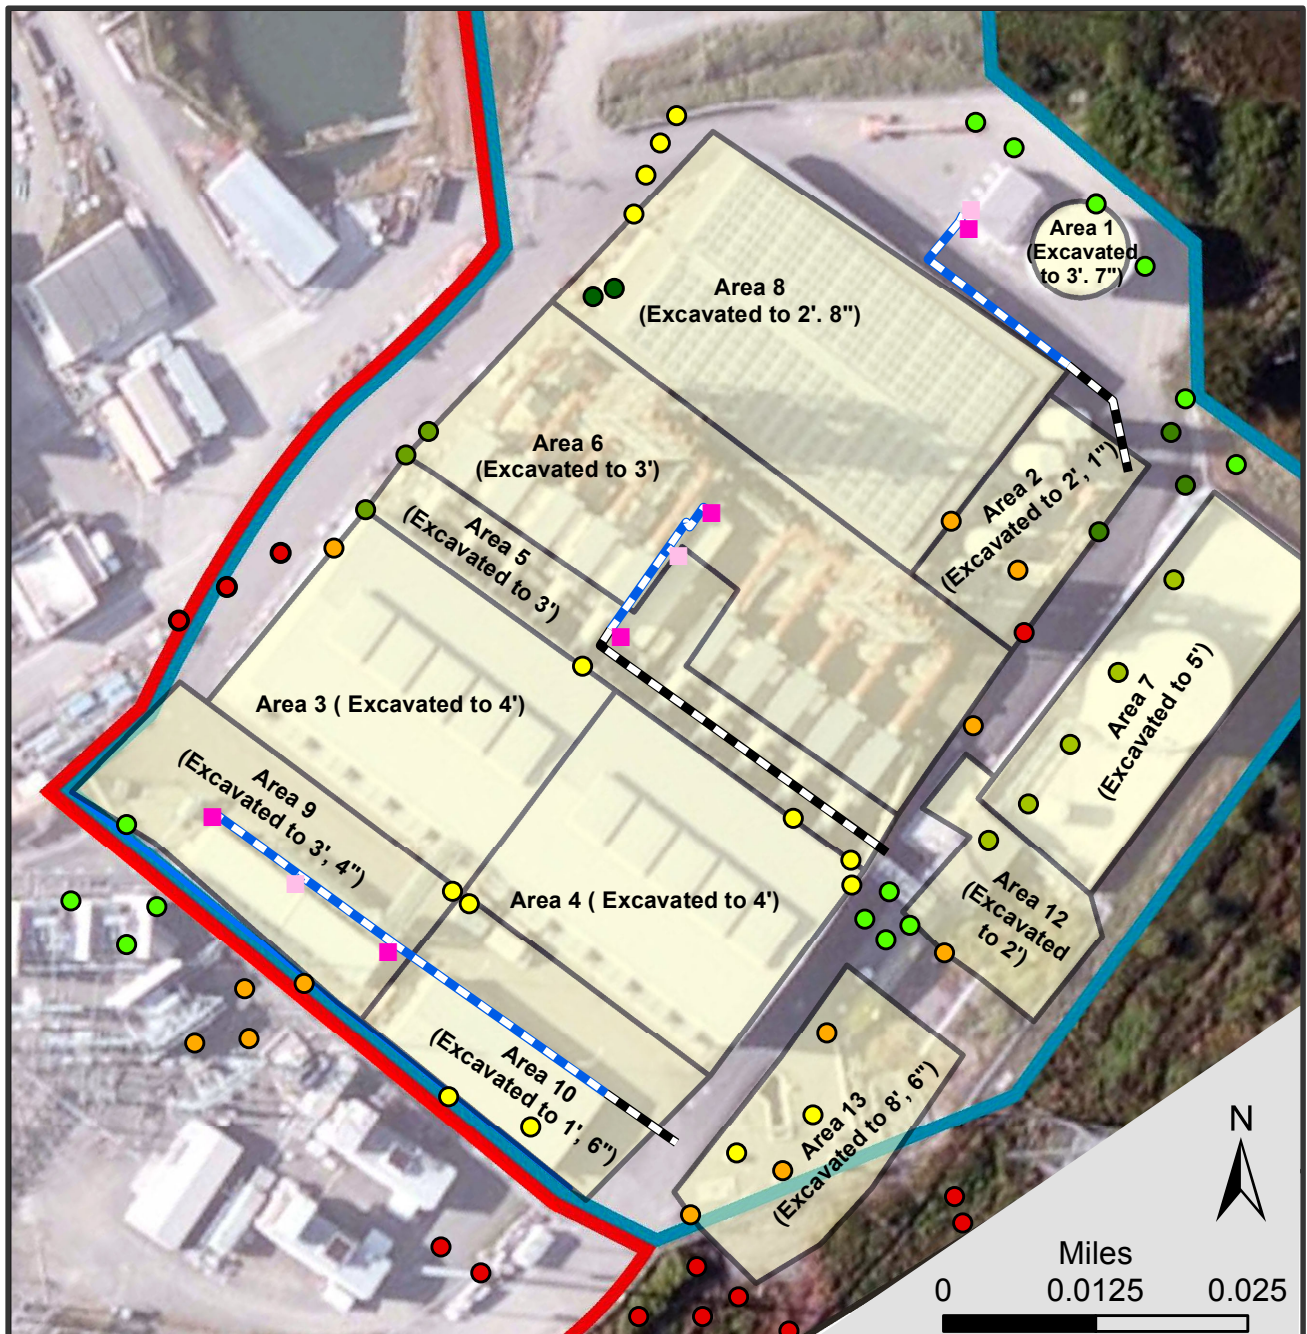 Area 1
(Excavated
to 3'. 7")
Area 8
(Excavated to 2'. 8")
Area 6
(Excavated to 3')
Area 2
(Excavated to 2', 1")
Area 5
(Excavated to 3')
Area 7
(Excavated to 5')
Area 3 ( Excavated to 4')
Area 9
(Excavated to 3', 4")
Area 4 ( Excavated to 4')
Area 12
(Excavated
to 2')
Area 10
(Excavated to 1', 6")
Area 13
(Excavated to 8', 6")
N
Miles
0 0.0125 0.025